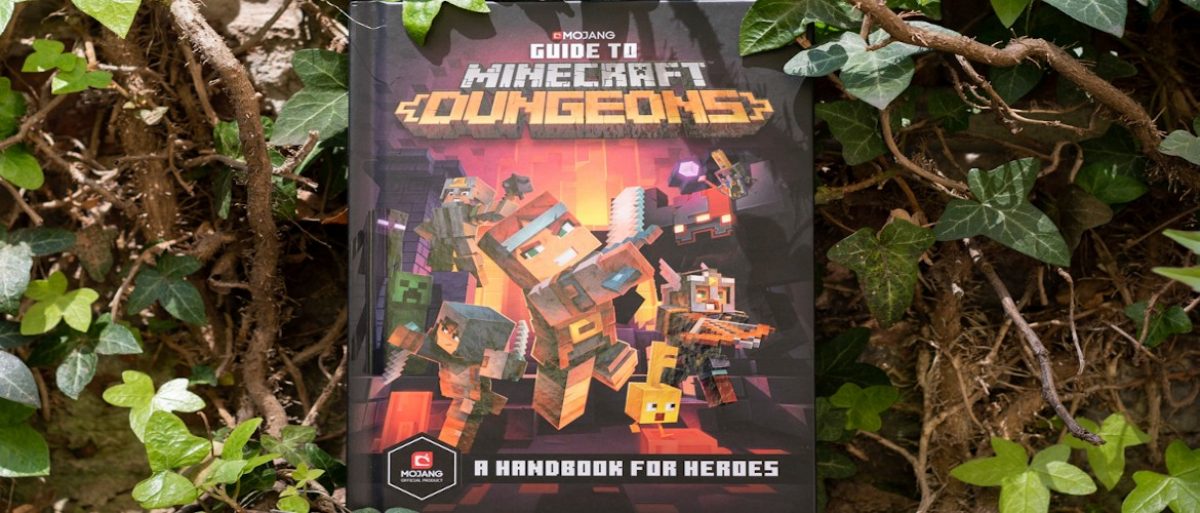 MOJANG
GUIDE TO
MINECRAFT
DUNGEONS
MOJANG
OFFICIAL PRODUCT
A HANDBOOK FOR HEROES